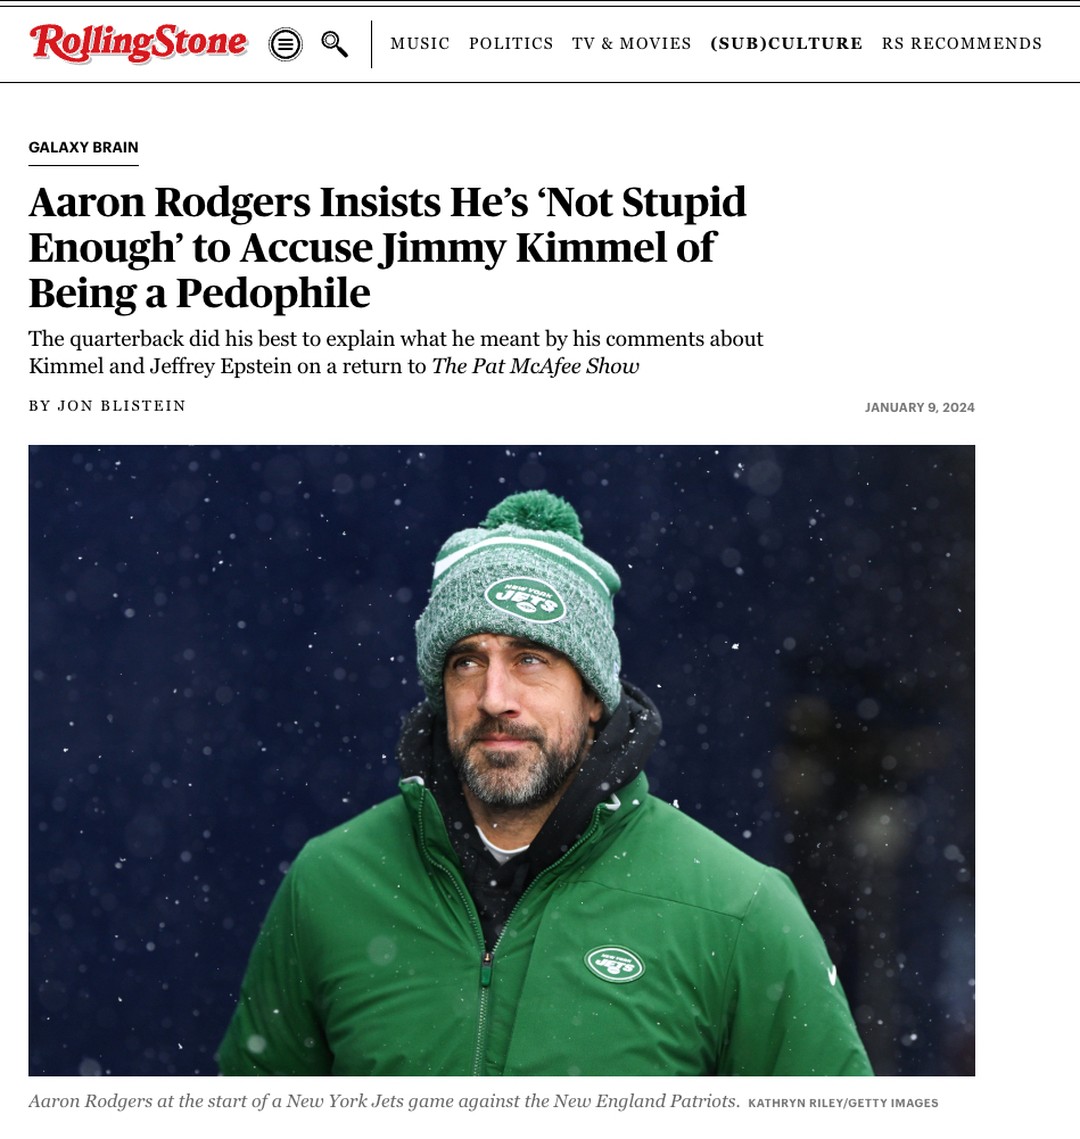 RollingStone
MUSIC POLITICS TV & MOVIES (SUB)CULTURE RS RECOMMENDS
GALAXY BRAIN
Aaron Rodgers Insists He’s ‘Not Stupid
Enough’ to Accuse Jimmy Kimmel of
Being a Pedophile
The quarterback did his best to explain what he meant by his comments about
Kimmel and Jeffrey Epstein on a return to The Pat McAfee Show
BY JON BLISTEIN
JANUARY 9, 2024
NEW YORK
JETS
NEW YORK
JETS
Aaron Rodgers at the start of a New York Jets game against the New England Patriots. KATHRYN RILEY/GETTY IMAGES